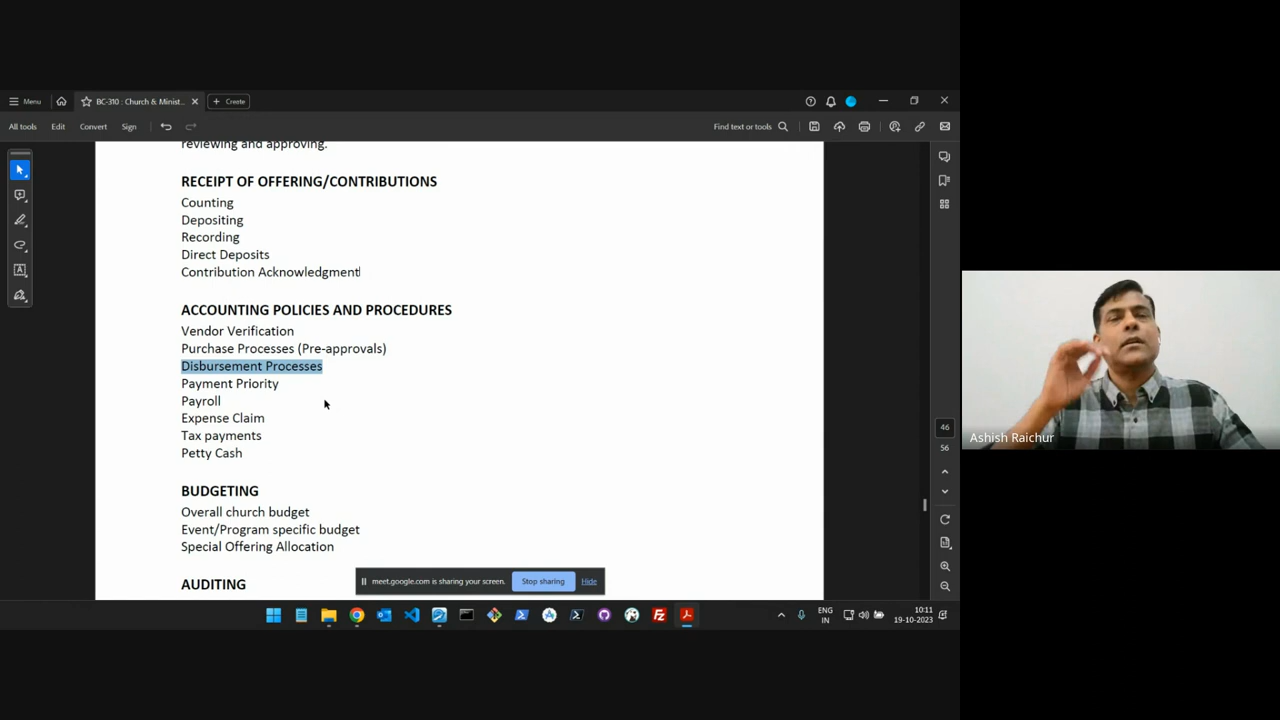 Menu
BC-310 : Church & Minist...
Create
All tools
Edit
Convert
Sign
Find text or tools
reviewing and approving.
RECEIPT OF OFFERING/CONTRIBUTIONS
Counting
Depositing
Recording
Direct Deposits
Contribution Acknowledgment
ACCOUNTING POLICIES AND PROCEDURES
Vendor Verification
Purchase Processes (Pre-approvals)
Disbursement Processes
Payment Priority
Payroll
Expense Claim
Tax payments
Petty Cash
BUDGETING
Overall church budget
Event/Program specific budget
Special Offering Allocation
AUDITING
46
56
meet.google.com is sharing your screen.
Stop sharing
Hide
ENG
IN
10:11
19-10-2023
Ashish Raichur